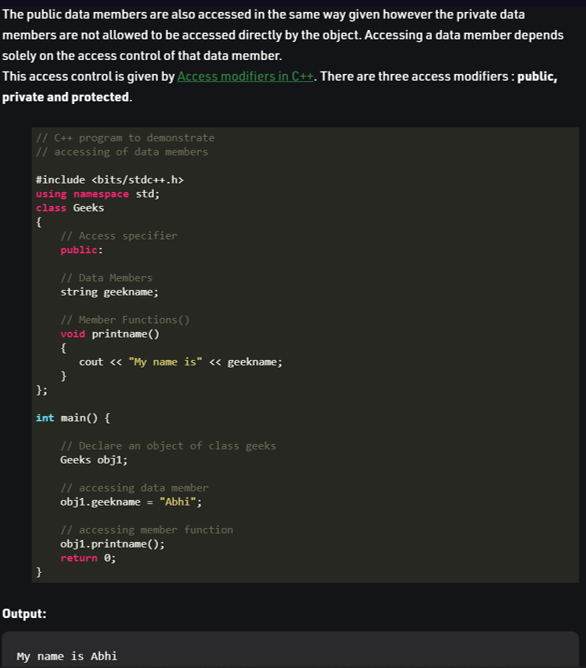 The public data members are also accessed in the same way given however the private data
members are not allowed to be accessed directly by the object. Accessing a data member depends
solely on the access control of that data member.
This access control is given by Access modifiers in C++. There are three access modifiers : public,
private and protected.
// C++ program to demonstrate
// accessing of data members
#include <bits/stdc++.h>
using namespace std;
class Geeks
{
// Access specifier
public:
// Data Members
string geekname;
// Member Functions()
void printname()
{
cout << "My name is" << geekname;
}
};
int main() {
// Declare an object of class geeks
Geeks obj1;
// accessing data member
obj1.geekname = "Abhi";
// accessing member function
obj1.printname();
return 0;
}
Output:
My name is Abhi